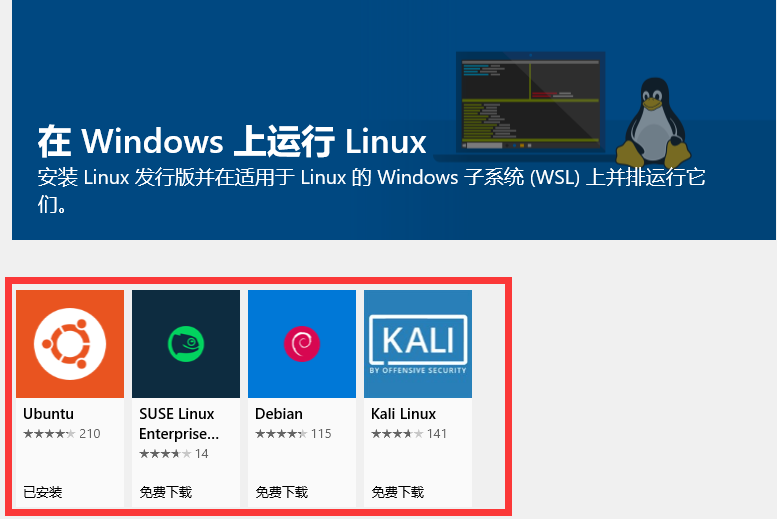 在 Windows 上运行 Linux
安装 Linux 发行版并在适用于 Linux 的 Windows 子系统 (WSL) 上并排运行它
们。
KALI
BY OFFENSIVE SECURITY
Ubuntu
210
已安装
SUSE Linux
Enterprise...
14
免费下载
Debian
115
免费下载
Kali Linux
141
免费下载